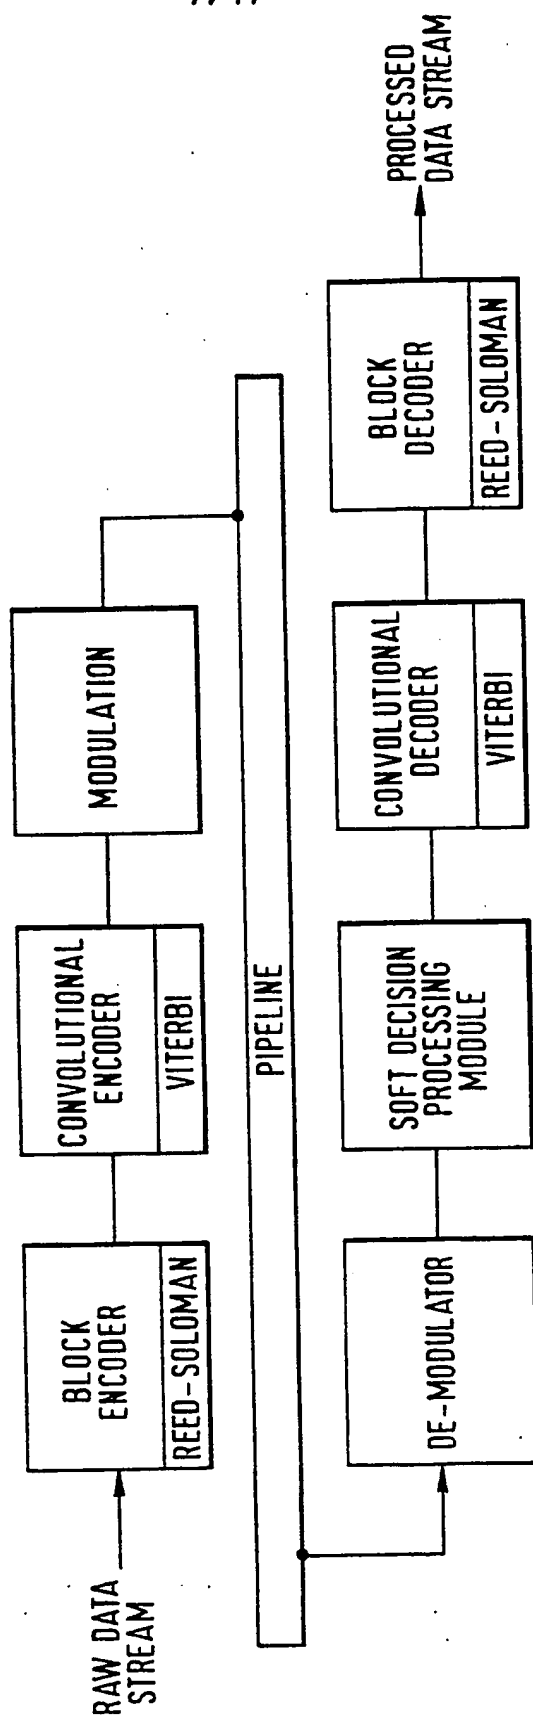 RAW DATA
STREAM
BLOCK
ENCODER
REED-SOLOMAN
CONVOLUTIONAL
ENCODER
VITERBI
MODULATION
PIPELINE
DE-MODULATOR
SOFT DECISION
PROCESSING
MODULE
CONVOLUTIONAL
DECODER
VITERBI
BLOCK
DECODER
REED-SOLOMAN
PROCESSED
DATA STREAM